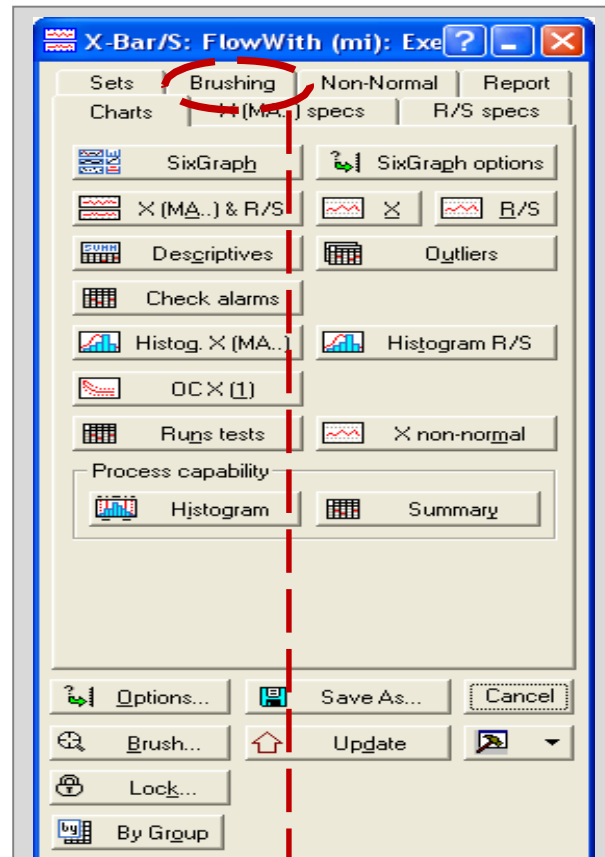 X-Bar/S: FlowWith (mi): Exe
Sets Brushing Non-Normal Report
Charts (MA..) specs R/S specs
SixGraph SixGraph options
X (MA..) & R/S X R/S
Descriptives Outliers
Check alarms
Histog. X (MA..) Histogram R/S
OC X (1)
Runs tests X non-normal
Process capability
Histogram Summary
Options... Save As... Cancel
Brush... Update
Lock...
By Group